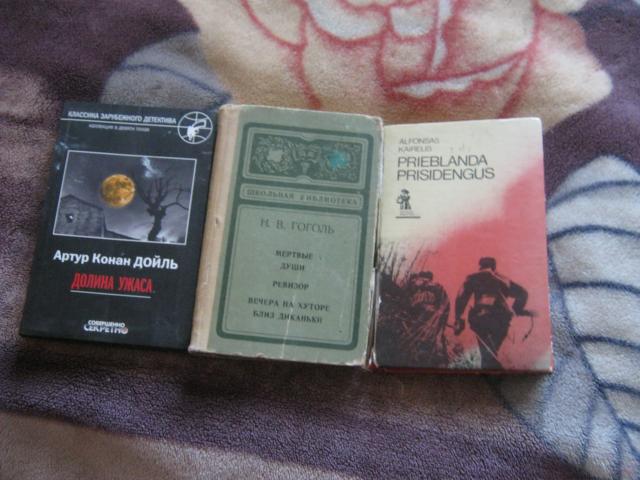 КЛАССИКА ЗАРУБЕЖНОГО ДЕТЕКТИВА
Артур Конан ДОЙЛЬ
ДОЛИНА УЖАСА
СОВЕРШЕННО
СЕКРЕТНО
ШКОЛЬНАЯ БИБЛИОТЕКА
Н. В. ГОГОЛЬ
МЕРТВЫЕ
ДУШИ
РЕВИЗОР
ВЕЧЕРА НА ХУТОРЕ
БЛИЗ ДИКАНЬКИ
ALFONSAS
KAIRELIS
PRIEBLANDA
PRISIDENGUS